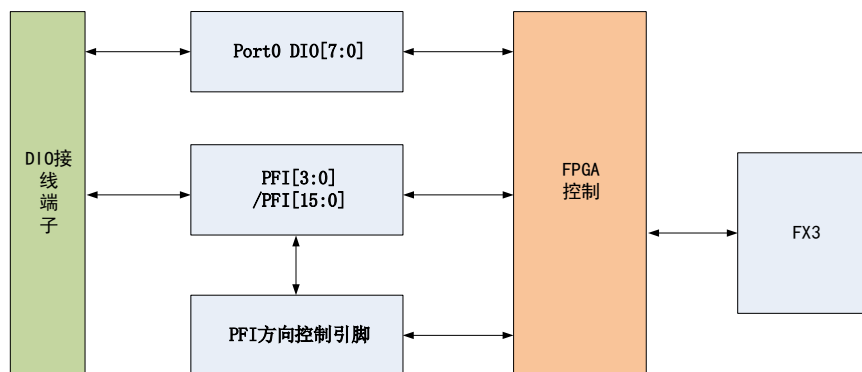 DIO接
线
端
子
Port0 DIO[7:0]
PFI[3:0]
/PFI[15:0]
PFI方向控制引脚
FPGA
控制
FX3